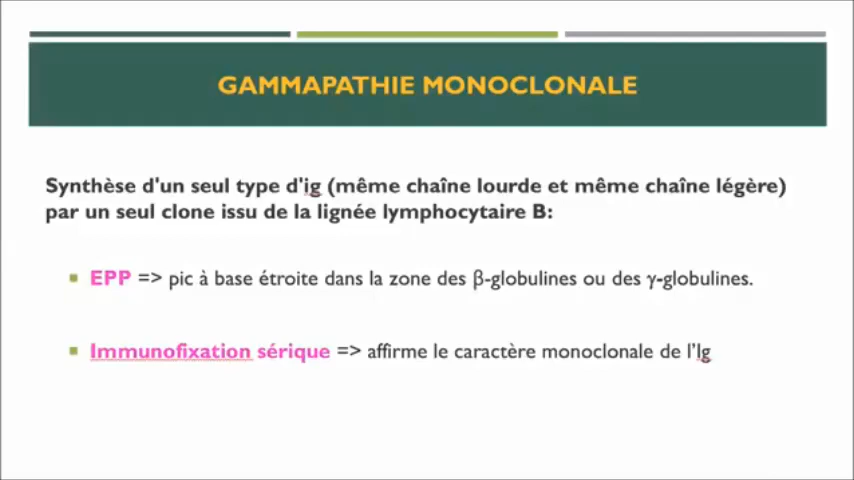 GAMMAPATHIE MONOCLONALE
Synthèse d'un seul type d'ig (même chaîne lourde et même chaîne légère)
par un seul clone issu de la lignée lymphocytaire B:
EPP => pic à base étroite dans la zone des β-globulines ou des γ-globulines.
Immunofixation sérique => affirme le caractère monoclonale de l’Ig